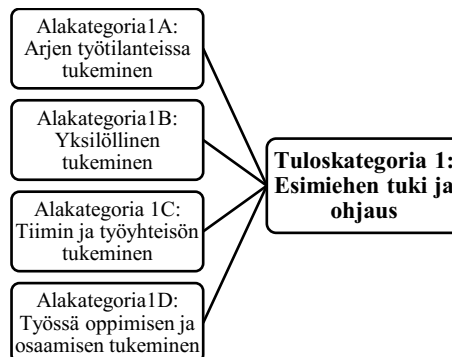 Alakategoria1A:
Arjen työtilanteissa
tukeminen
Alakategoria1B:
Yksilöllinen
tukeminen
Alakategoria 1C:
Tiimin ja työyhteisön
tukeminen
Alakategoria1D:
Työssä oppimisen ja
osaamisen tukeminen
Tuloskategoria 1:
Esimiehen tuki ja
ohjaus